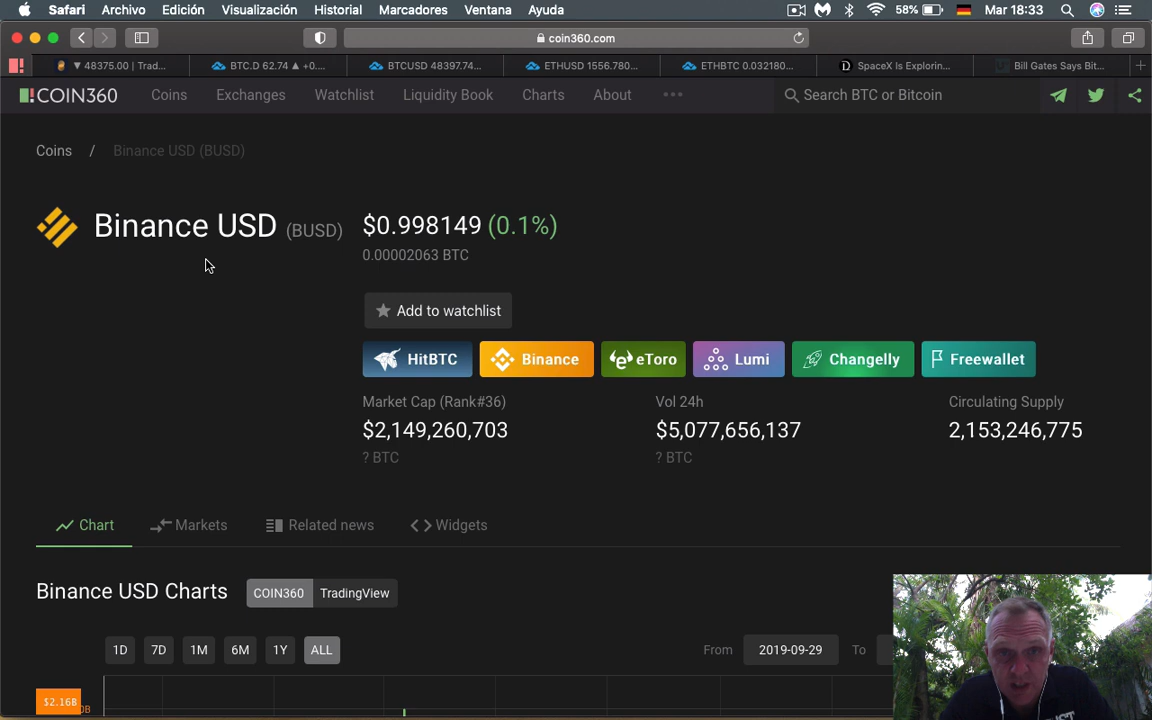 Safari Archivo Edición Visualización Historial Marcadores Ventana Ayuda 58% Mar 18:33
coin360.com
▼ 48375.00 | Trad... BTC.D 62.74 ▲ +0.... BTCUSD 48397.74... ETHUSD 1556.780... ETHBTC 0.032180... SpaceX Is Explorin... Bill Gates Says Bit...
COIN360 Coins Exchanges Watchlist Liquidity Book Charts About ••• Search BTC or Bitcoin
Coins / Binance USD (BUSD)
Binance USD (BUSD) $0.998149 (0.1%)
0.00002063 BTC
Add to watchlist
HitBTC Binance eToro Lumi Changelly Freewallet
Market Cap (Rank#36) Vol 24h Circulating Supply
$2,149,260,703 $5,077,656,137 2,153,246,775
? BTC ? BTC
Chart Markets Related news Widgets
Binance USD Charts COIN360 TradingView
1D 7D 1M 6M 1Y ALL From 2019-09-29 To
$2.16B